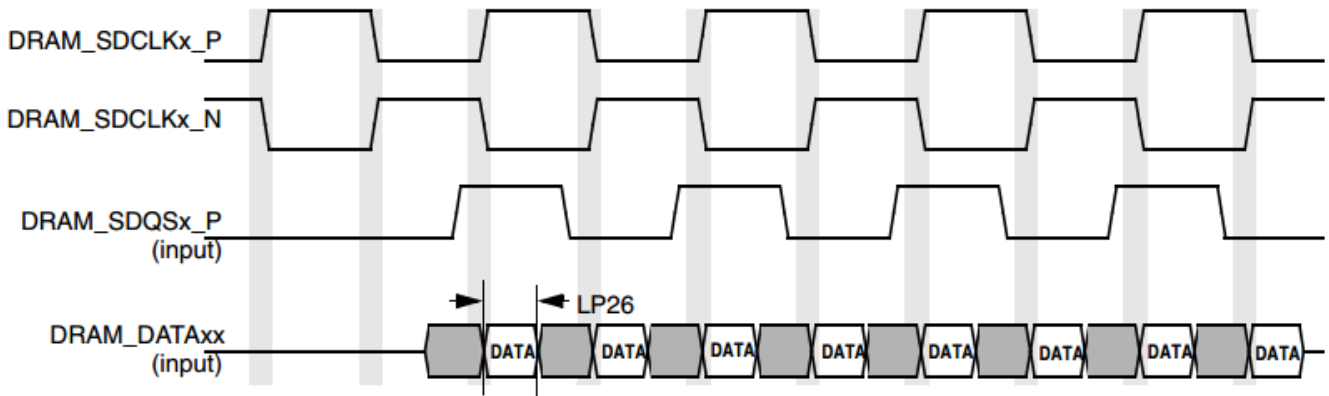 DRAM_SDCLKx_P
DRAM_SDCLKx_N
DRAM_SDQSx_P
(input)
LP26
DRAM_DATAxx
(input)
DATA DATA DATA DATA DATA DATA DATA DATA